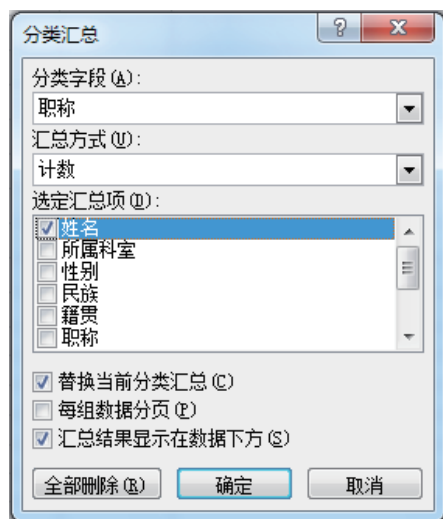 分类汇总
分类字段(A):
职称
汇总方式(U):
计数
选定汇总项(D):
姓名
所属科室
性别
民族
籍贯
职称
替换当前分类汇总(C)
每组数据分页(P)
汇总结果显示在数据下方(S)
全部删除(R) 确定 取消